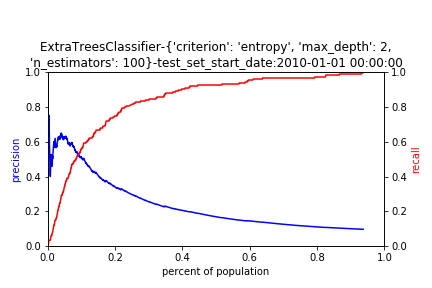 ExtraTreesClassifier-{'criterion': 'entropy', 'max_depth': 2,
'n_estimators': 100}-test_set_start_date:2010-01-01 00:00:00
1.0 1.0
0.8 0.8
0.6 0.6
precision recall
0.4 0.4
0.2 0.2
0.0 0.0
0.0 0.2 0.4 0.6 0.8 1.0
percent of population